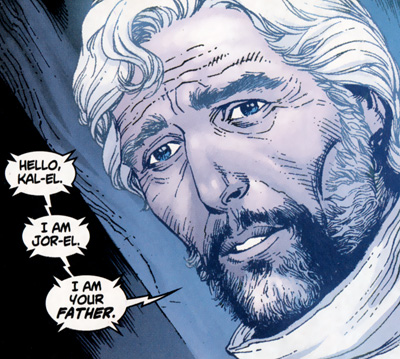 HELLO,
KAL-EL.
I AM
JOR-EL.
I AM
YOUR
FATHER.